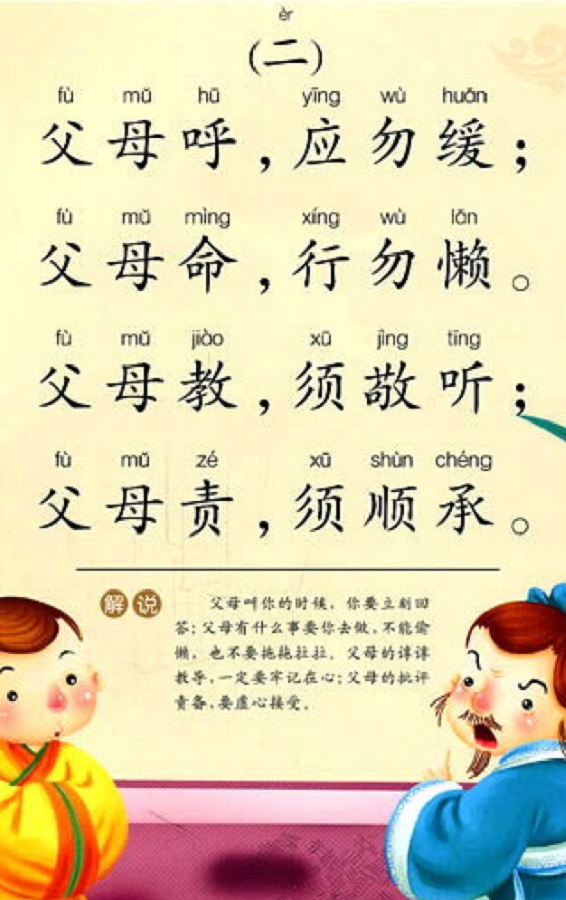 èr
(二)
fù mǔ hū yīng wù huǎn
父母呼，应勿缓；
fù mǔ mìng xíng wù lǎn
父母命，行勿懒。
fù mǔ jiào xū jìng tīng
父母教，须敬听；
fù mǔ zé xū shùn chéng
父母责，须顺承。
解说
父母叫你的时候，你要立刻回
答；父母有什么事要你去做，不能偷
懒，也不要拖拖拉拉。父母的谆谆
教导，一定要牢记在心；父母的批评
责备，要虚心接受。